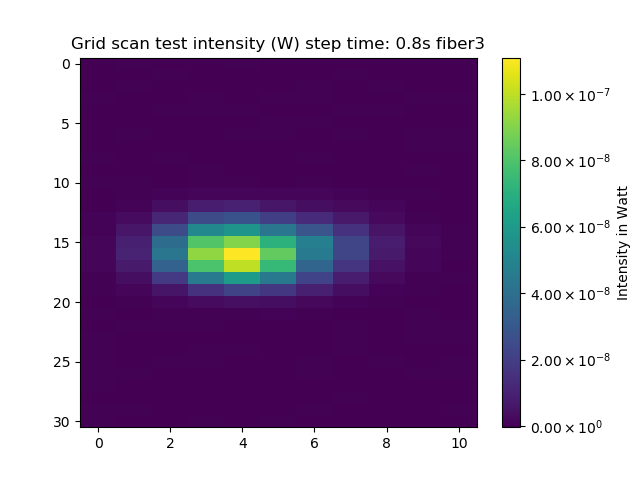 Grid scan test intensity (W) step time: 0.8s fiber3
0
5
10
15
20
25
30
0 2 4 6 8 10
1.00 × 10⁻⁷
8.00 × 10⁻⁸
6.00 × 10⁻⁸
4.00 × 10⁻⁸
2.00 × 10⁻⁸
0.00 × 10⁰
Intensity in Watt